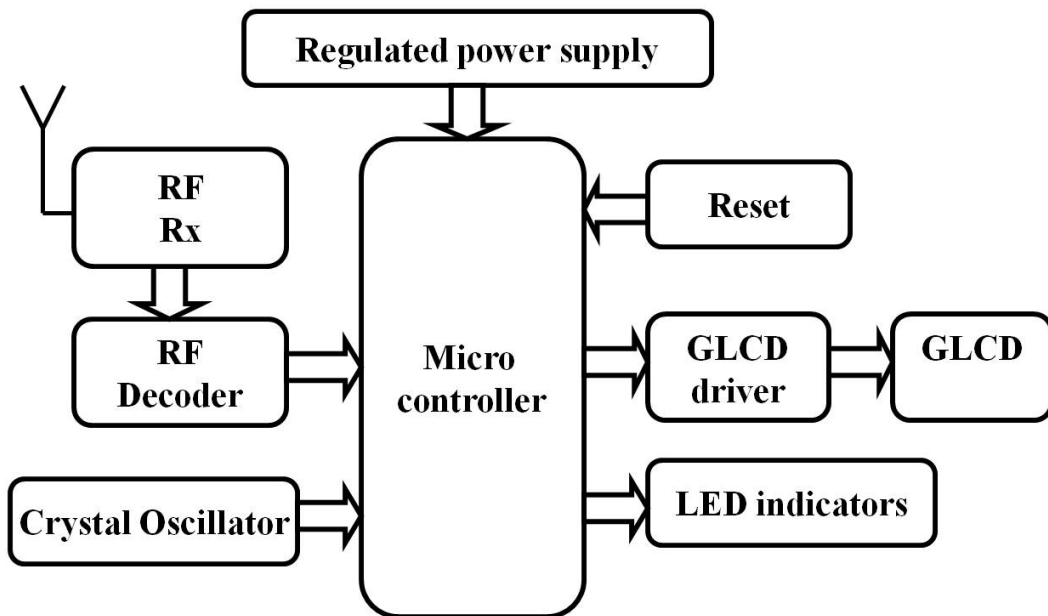 Regulated power supply
RF
Rx
Reset
RF
Decoder
Micro
controller
GLCD
driver
GLCD
Crystal Oscillator
LED indicators